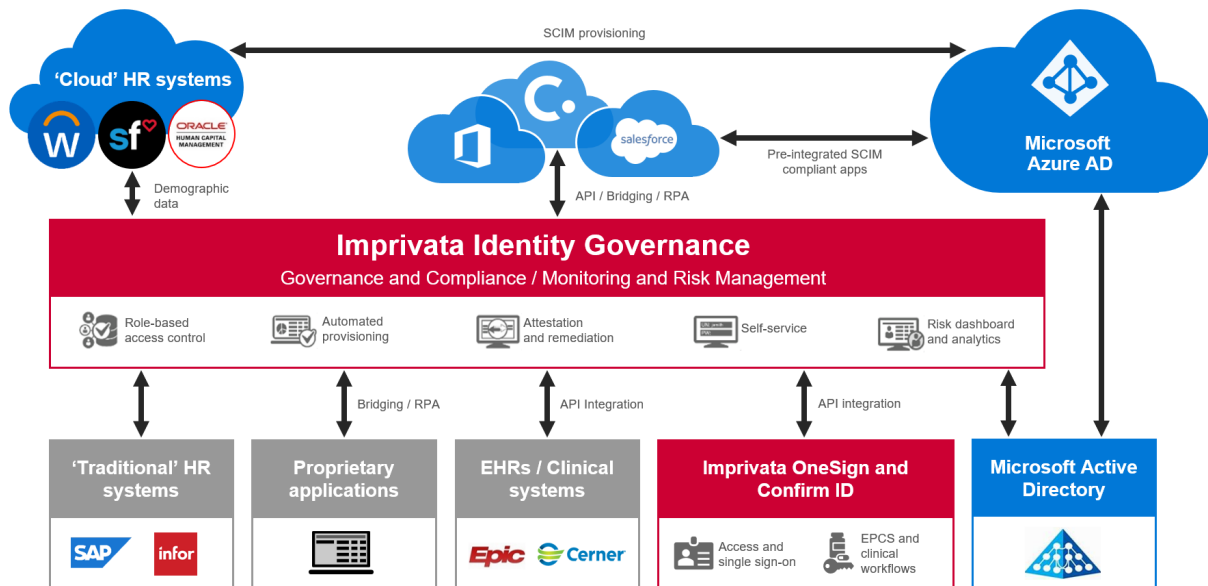 SCIM provisioning
'Cloud' HR systems
W
sf
ORACLE
HUMAN CAPITAL
MANAGEMENT
C.
salesforce
Pre-integrated SCIM
compliant apps
Microsoft
Azure AD
Demographic
data
API / Bridging / RPA
Imprivata Identity Governance
Governance and Compliance / Monitoring and Risk Management
Role-based
access control
Automated
provisioning
Attestation
and remediation
Self-service
Risk dashboard
and analytics
Bridging / RPA
API Integration
API integration
'Traditional' HR
systems
SAP
infor
Proprietary
applications
EHRs / Clinical
systems
Epic
Cerner
Imprivata OneSign and
Confirm ID
Access and
single sign-on
EPCS and
clinical
workflows
Microsoft Active
Directory